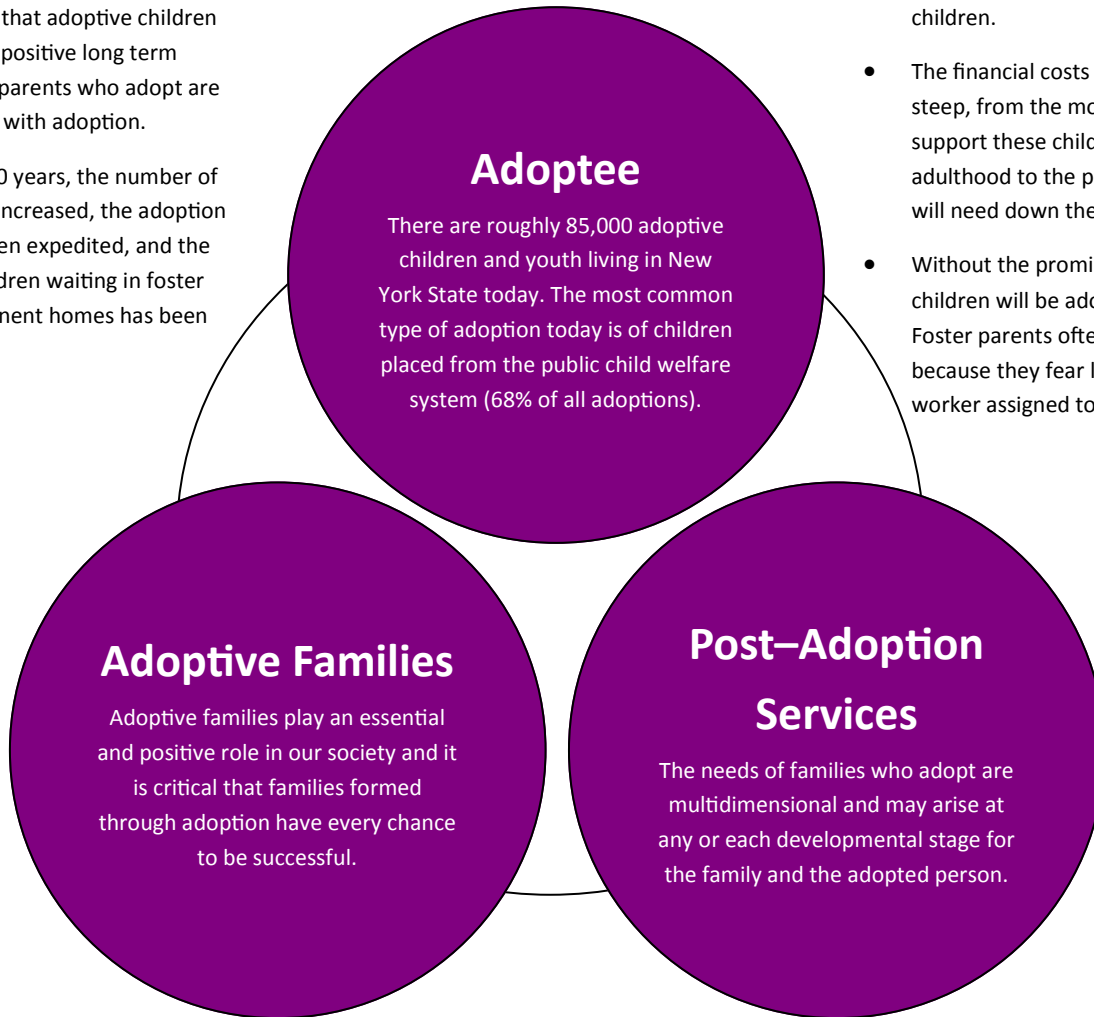 that adoptive children
positive long term
parents who adopt are
with adoption.
0 years, the number of
increased, the adoption
en expedited, and the
dren waiting in foster
nent homes has been
children.
• The financial costs
steep, from the mo
support these child
adulthood to the p
will need down the
• Without the promi
children will be ado
Foster parents ofte
because they fear l
worker assigned to
Adoptee
There are roughly 85,000 adoptive
children and youth living in New
York State today. The most common
type of adoption today is of children
placed from the public child welfare
system (68% of all adoptions).
Adoptive Families
Adoptive families play an essential
and positive role in our society and it
is critical that families formed
through adoption have every chance
to be successful.
Post–Adoption
Services
The needs of families who adopt are
multidimensional and may arise at
any or each developmental stage for
the family and the adopted person.